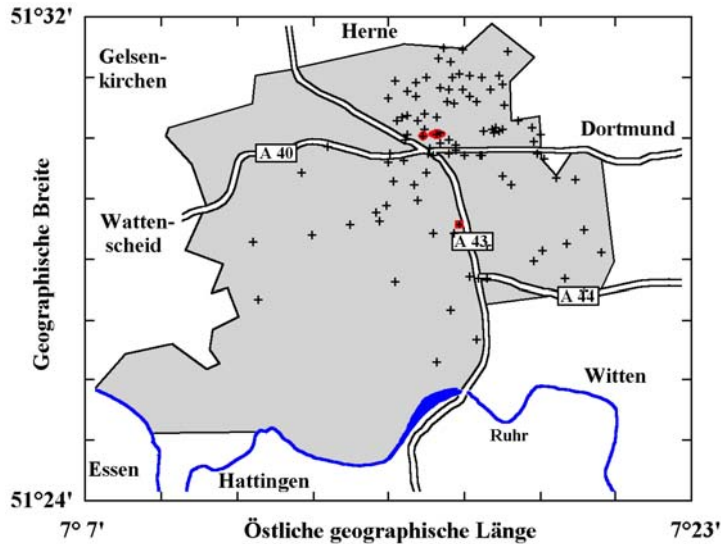 51°32'
Herne
Gelsen-
kirchen
Dortmund
A 40
Geographische Breite
Watten-
scheid
A 43
A 44
Witten
Ruhr
Essen
Hattingen
51°24'
7° 7'
Östliche geographische Länge
7°23'